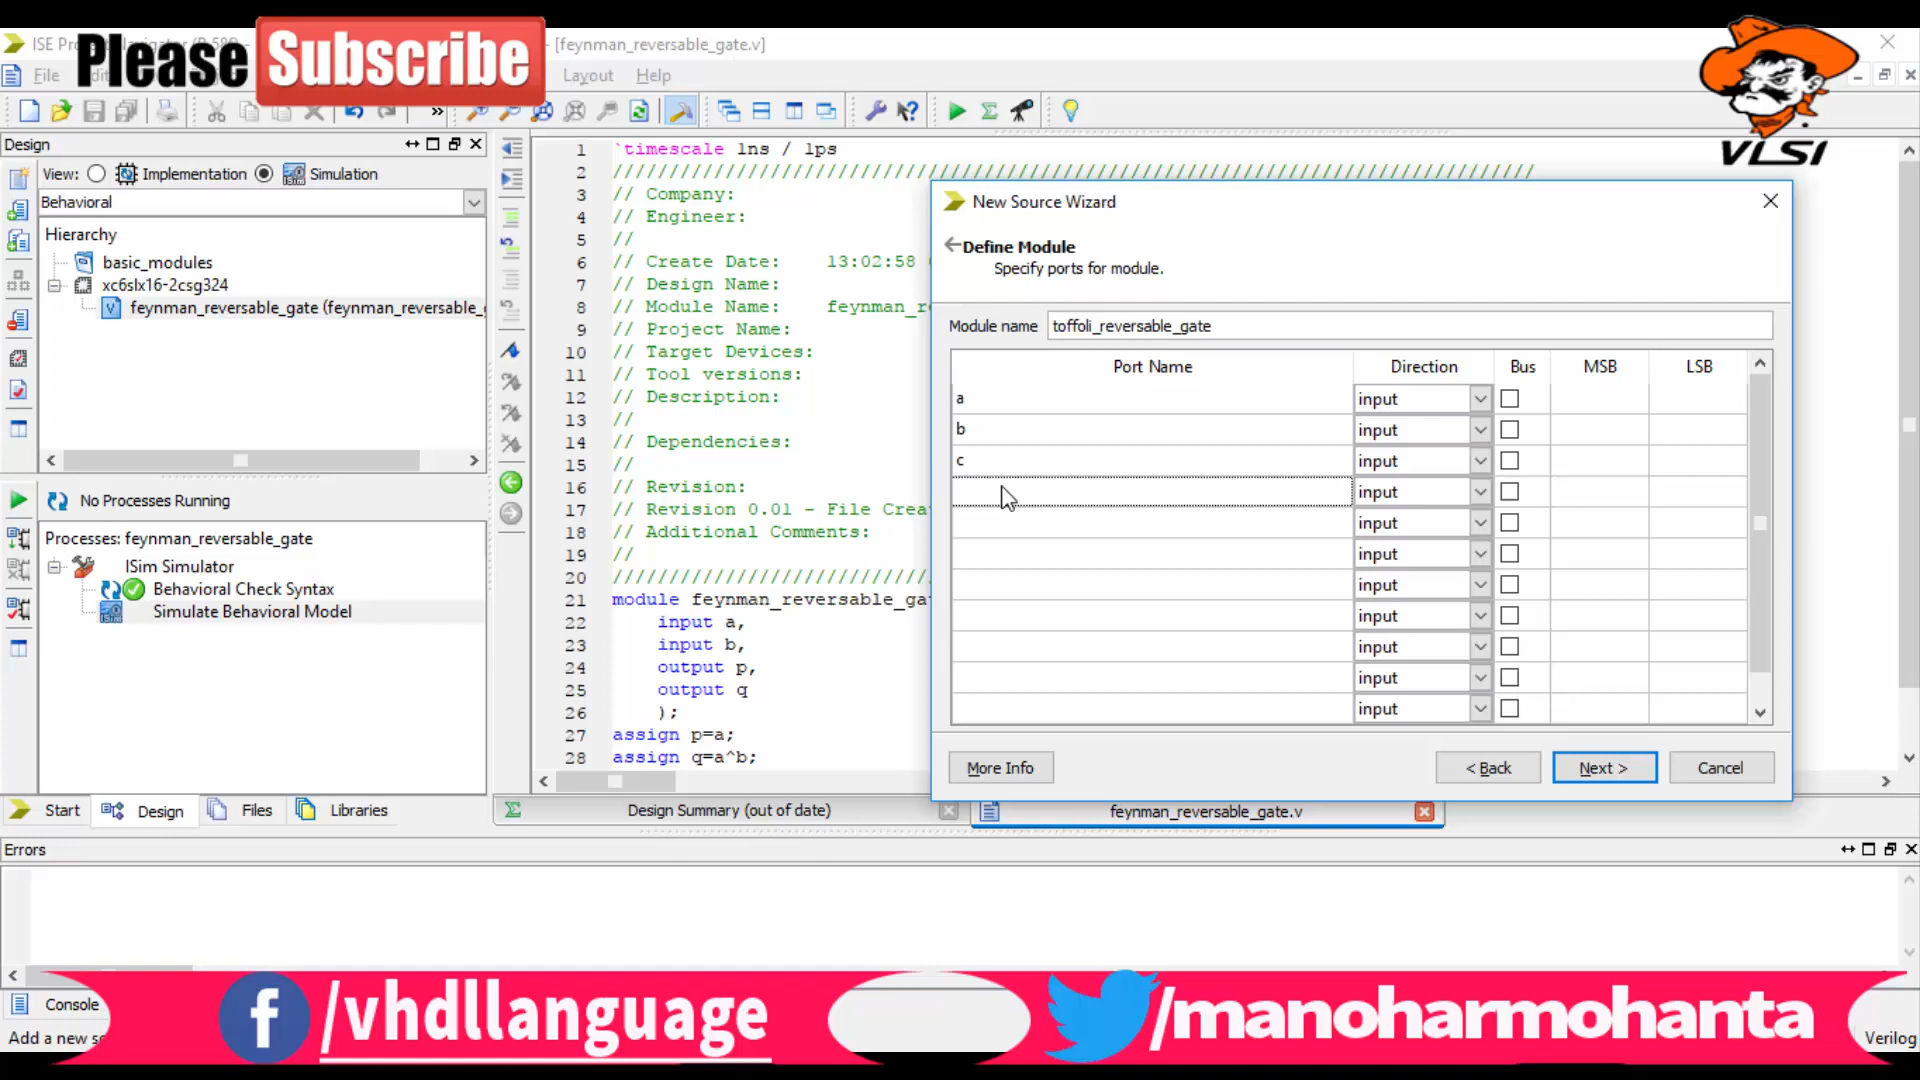 Please Subscribe
ISE Pro
[feynman_reversable_gate.v]
File
Layout
Help
VLSI
Design
View:
Implementation
Simulation
Behavioral
Hierarchy
basic_modules
xc6slx16-2csg324
feynman_reversable_gate (feynman_reversable_
No Processes Running
Processes: feynman_reversable_gate
ISim Simulator
Behavioral Check Syntax
Simulate Behavioral Model
Start
Design
Files
Libraries
1 `timescale 1ns / 1ps
2 //////////////////////////////////////////////////////////////////////////////////
3 // Company:
4 // Engineer:
5 //
6 // Create Date: 13:02:58
7 // Design Name:
8 // Module Name: feynman_r
9 // Project Name:
10 // Target Devices:
11 // Tool versions:
12 // Description:
13 //
14 // Dependencies:
15 //
16 // Revision:
17 // Revision 0.01 - File Crea
18 // Additional Comments:
19 //
20 ////////////////////////////
21 module feynman_reversable_ga
22 input a,
23 input b,
24 output p,
25 output q
26 );
27 assign p=a;
28 assign q=a^b;
Design Summary (out of date)
feynman_reversable_gate.v
New Source Wizard
Define Module
Specify ports for module.
Module name toffoli_reversable_gate
Port Name Direction Bus MSB LSB
a input
b input
c input
input
input
input
input
input
input
input
input
More Info
< Back
Next >
Cancel
Errors
Console
Add a new so
Verilog
f /vhdllanguage
/manoharmohanta